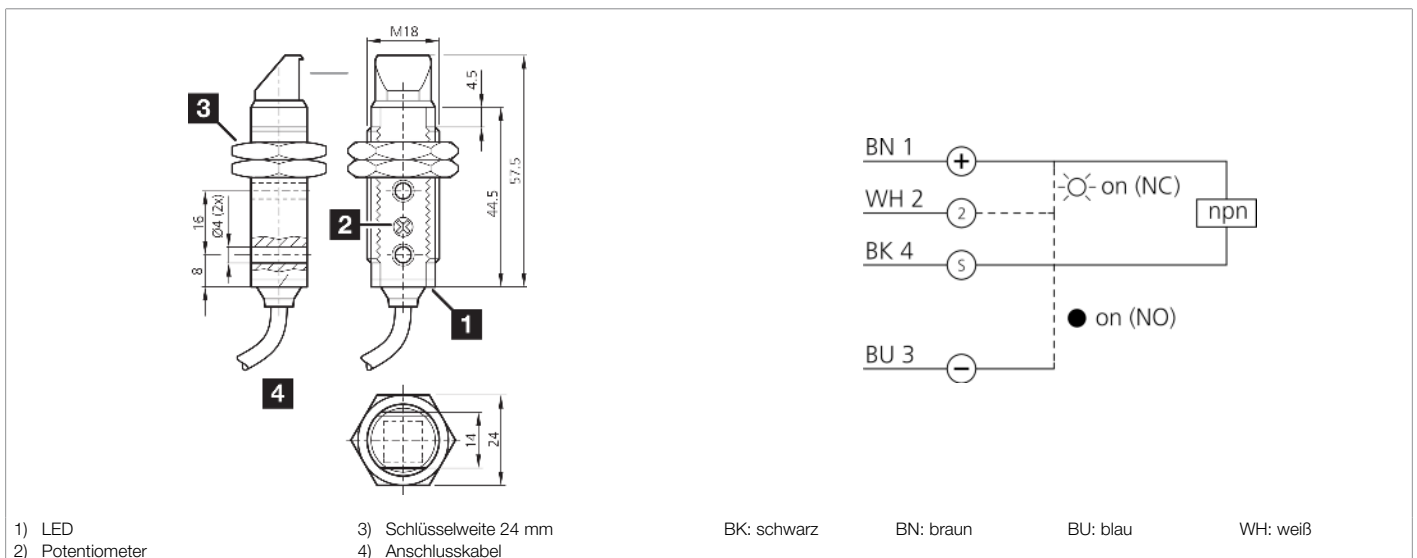 M18
4.5
57.5
44.5
3
16
Ø4 (2x)
8
2
1
4
14
24
BN 1
+
on (NC)
WH 2
2
npn
BK 4
S
on (NO)
BU 3
−
1) LED
2) Potentiometer
3) Schlüsselweite 24 mm
4) Anschlusskabel
BK: schwarz
BN: braun
BU: blau
WH: weiß